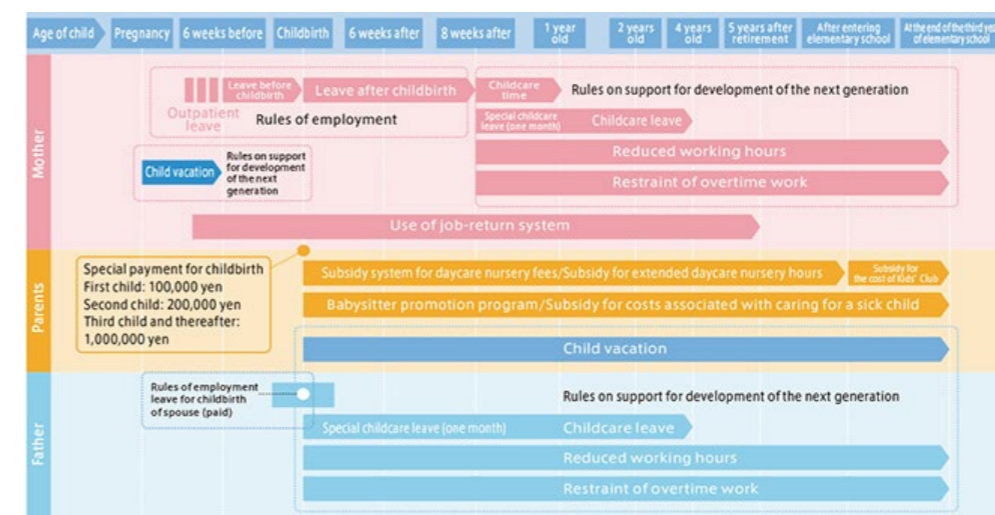 Age of child
Pregnancy
6 weeks before
Childbirth
6 weeks after
8 weeks after
1 year
old
2 years
old
4 years
old
5 years after
retirement
After entering
elementary school
At the end of the third year
of elementary school
Mother
Leave before
childbirth
Leave after childbirth
Childcare
time
Rules on support for development of the next generation
Outpatient
leave
Rules of employment
Special childcare
leave (one month)
Childcare leave
Reduced working hours
Restraint of overtime work
Child vacation
Rules on support
for development
of the next
generation
Use of job-return system
Parents
Special payment for childbirth
First child: 100,000 yen
Second child: 200,000 yen
Third child and thereafter:
1,000,000 yen
Subsidy system for daycare nursery fees/Subsidy for extended daycare nursery hours
Subsidy for
the cost of Kids' Club
Babysitter promotion program/Subsidy for costs associated with caring for a sick child
Child vacation
Father
Rules of employment
leave for childbirth
of spouse (paid)
Rules on support for development of the next generation
Special childcare leave (one month)
Childcare leave
Reduced working hours
Restraint of overtime work